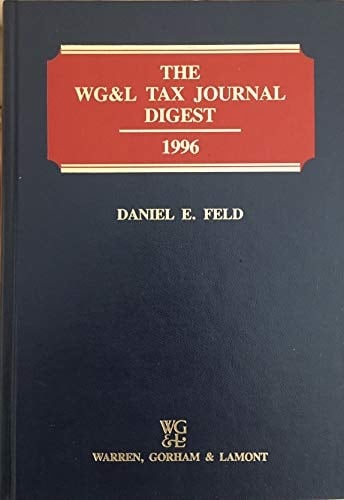 THE
WG&L TAX JOURNAL
DIGEST
1996
DANIEL E. FELD
WG
&L
WARREN, GORHAM & LAMONT